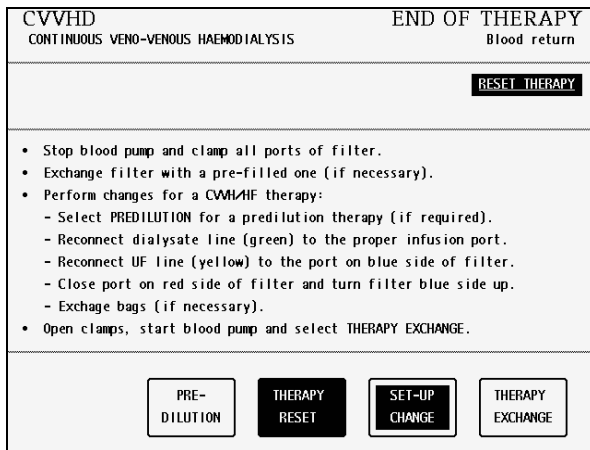 CVVHD
END OF THERAPY
CONTINUOUS VENO-VENOUS HAEMODIALYSIS
Blood return
RESET THERAPY
• Stop blood pump and clamp all ports of filter.
• Exchange filter with a pre-filled one (if necessary).
• Perform changes for a CVVH/HF therapy:
- Select PREDILUTION for a predilution therapy (if required).
- Reconnect dialysate line (green) to the proper infusion port.
- Reconnect UF line (yellow) to the port on blue side of filter.
- Close port on red side of filter and turn filter blue side up.
- Exchage bags (if necessary).
• Open clamps, start blood pump and select THERAPY EXCHANGE.
PRE-
DILUTION
THERAPY
RESET
SET-UP
CHANGE
THERAPY
EXCHANGE